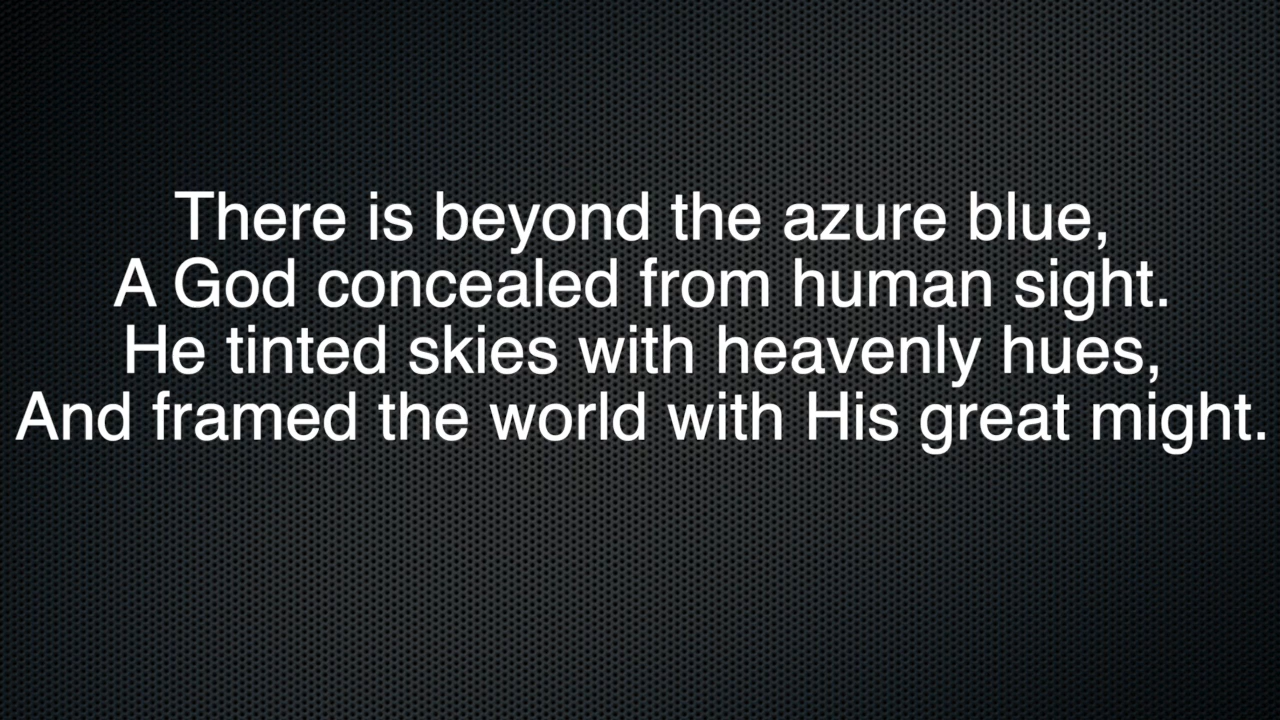 There is beyond the azure blue,
A God concealed from human sight.
He tinted skies with heavenly hues,
And framed the world with His great might.